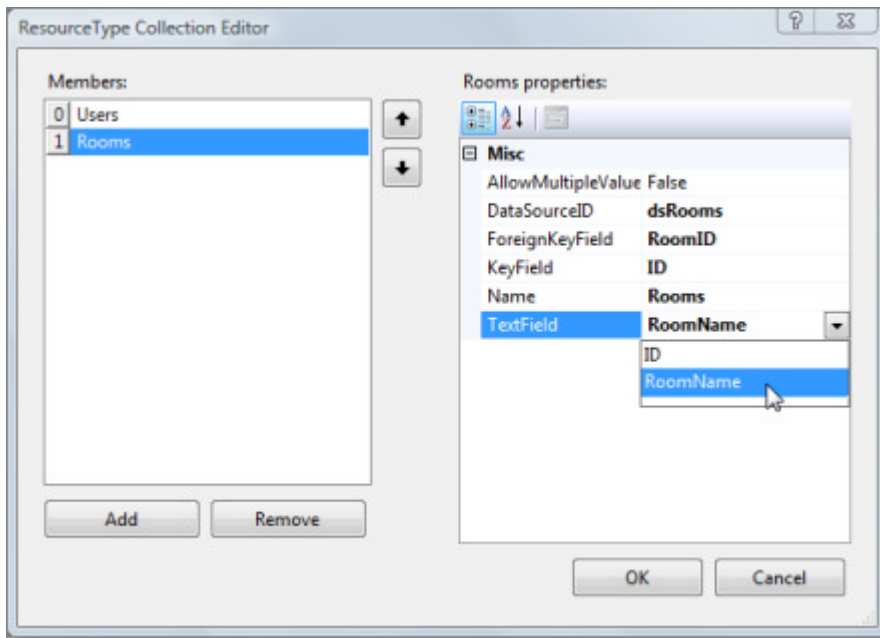 ResourceType Collection Editor
Members:
0 Users
1 Rooms
Add Remove
Rooms properties:
Misc
AllowMultipleValue False
DataSourceID dsRooms
ForeignKeyField RoomID
KeyField ID
Name Rooms
TextField RoomName
ID
RoomName
OK Cancel